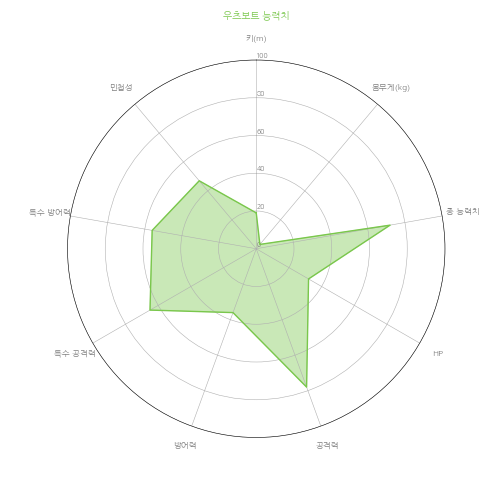 우츠보트 능력치
키(m)
100
80
60
40
20
민첩성
몸무게(kg)
특수 방어력
총 능력치
특수 공격력
HP
방어력
공격력